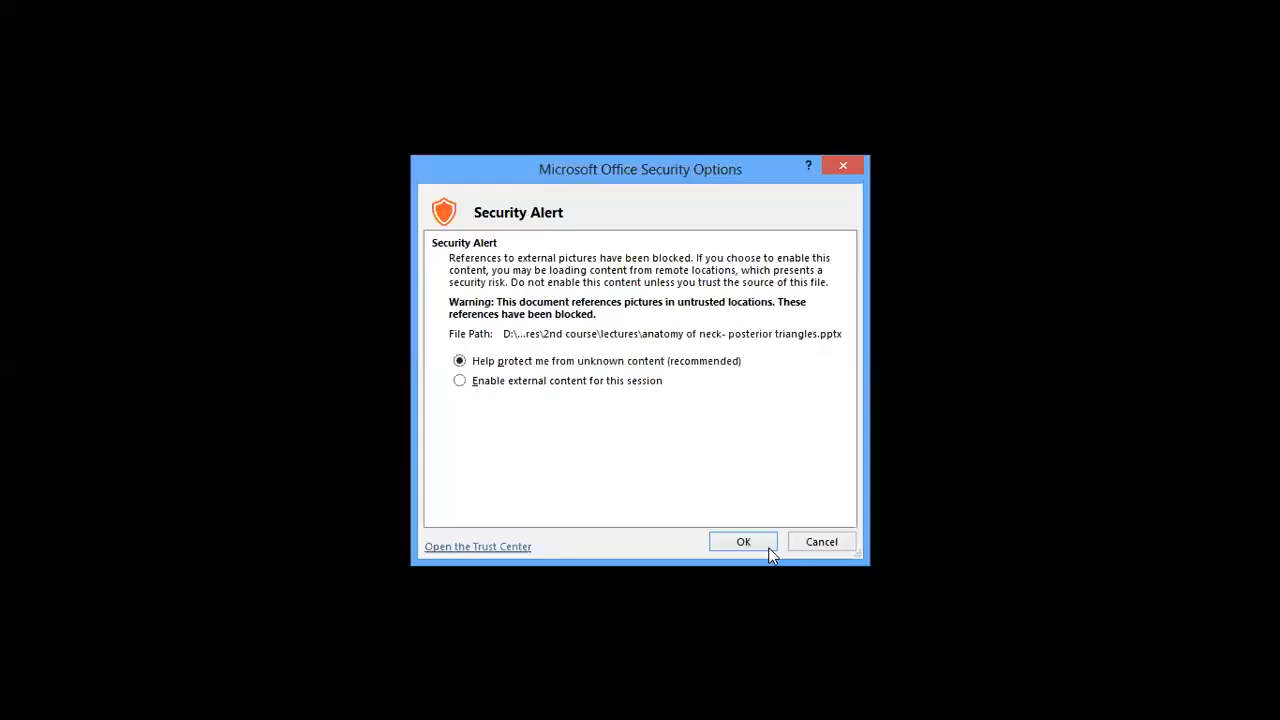 Microsoft Office Security Options
?
Security Alert
Security Alert
References to external pictures have been blocked. If you choose to enable this
content, you may be loading content from remote locations, which presents a
security risk. Do not enable this content unless you trust the source of this file.
Warning: This document references pictures in untrusted locations. These
references have been blocked.
File Path: D:\...res\2nd course\lectures\anatomy of neck- posterior triangles.pptx
Help protect me from unknown content (recommended)
Enable external content for this session
Open the Trust Center
OK
Cancel